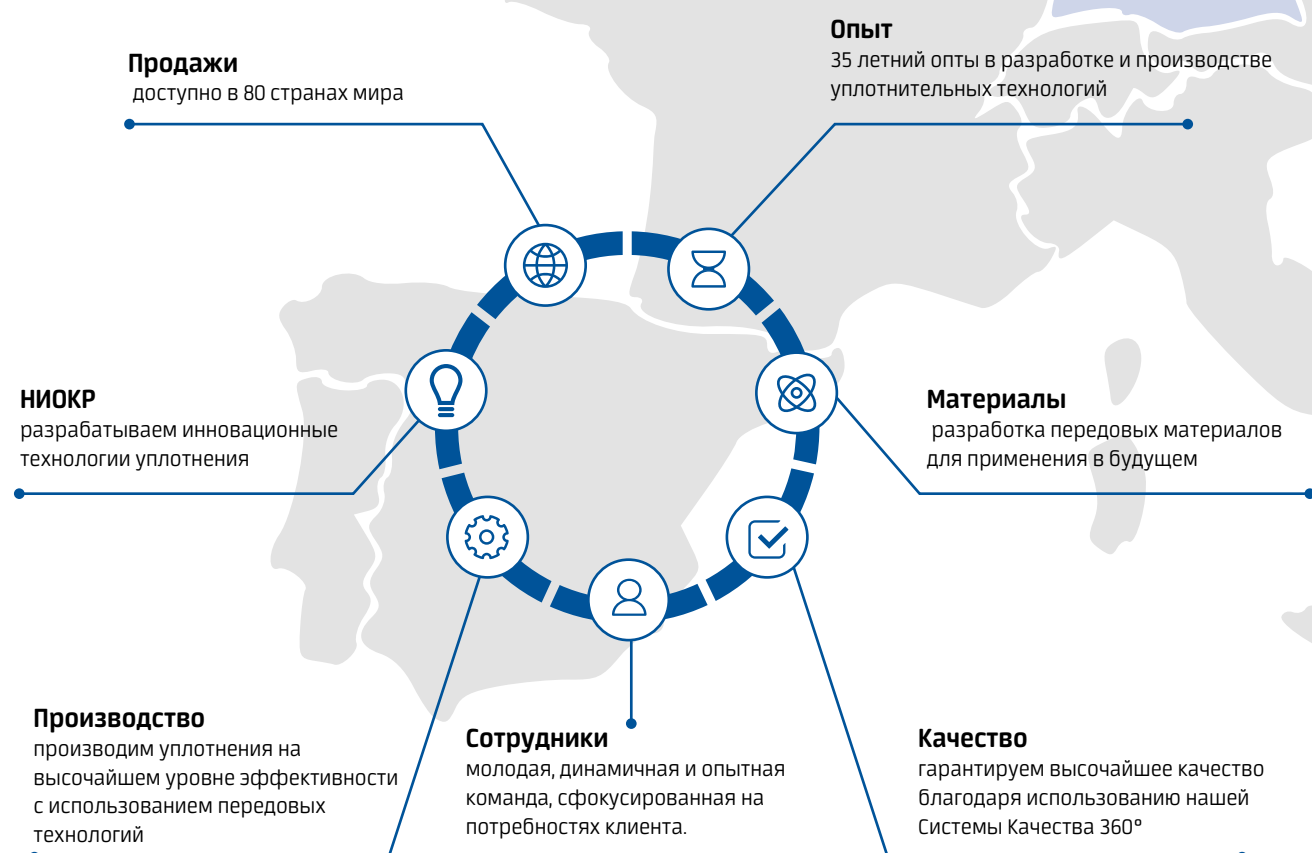 Продажи
доступно в 80 странах мира
Опыт
35 летний опты в разработке и производстве
уплотнительных технологий
НИОКР
разрабатываем инновационные
технологии уплотнения
Материалы
разработка передовых материалов
для применения в будущем
Производство
производим уплотнения на
высочайшем уровне эффективности
с использованием передовых
технологий
Сотрудники
молодая, динамичная и опытная
команда, сфокусированная на
потребностях клиента.
Качество
гарантируем высочайшее качество
благодаря использованию нашей
Системы Качества 360°